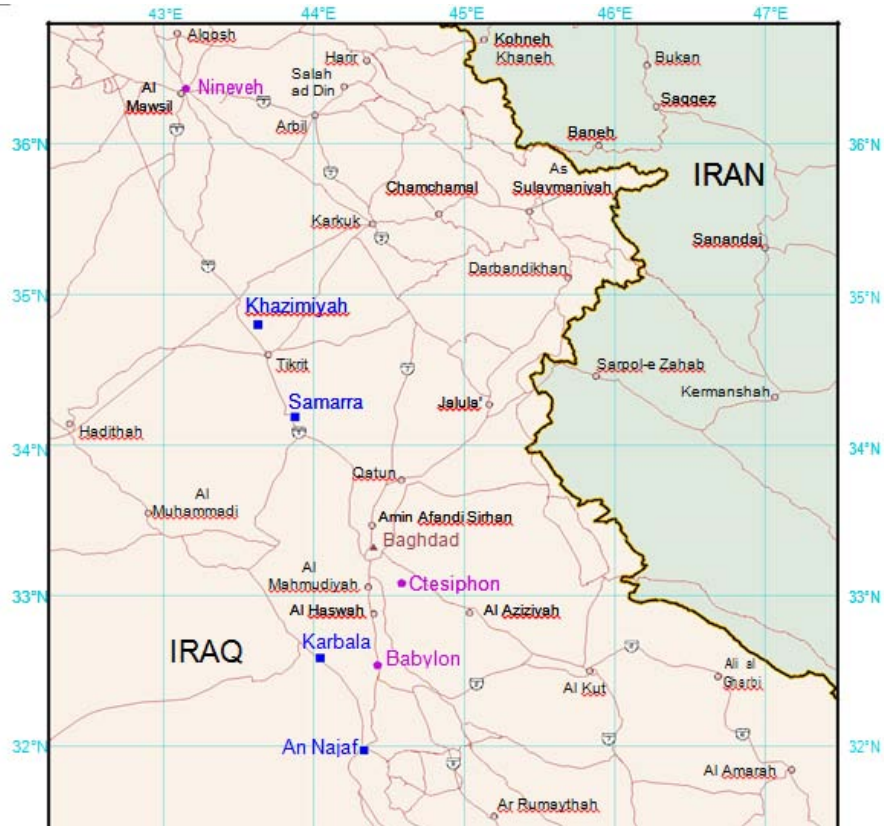 43°E 44°E 45°E 46°E 47°E
Alqosh
Kohneh
Khaneh
Harir
Bukan
Salah
ad Din
Al
Mawsil
Nineveh
Saqqez
Arbil
Baneh
36°N 36°N
As
Sulaymaniyah
IRAN
Chamchamal
Karkuk
Sanandaj
Darbandikhan
35°N 35°N
Khazimiyah
Tikrit
Sarpol-e Zahab
Kermanshah
Samarra
Jalula'
Hadithah
34°N 34°N
Qatun
Al
Muhammadi
Amin Afandi Sirhan
Baghdad
Al
Mahmudiyah
Ctesiphon
33°N 33°N
Al Haswah
Al Aziziyah
IRAQ
Karbala
Babylon
Ali al
Gharbi
Al Kut
32°N 32°N
An Najaf
Al Amarah
Ar Rumaythah